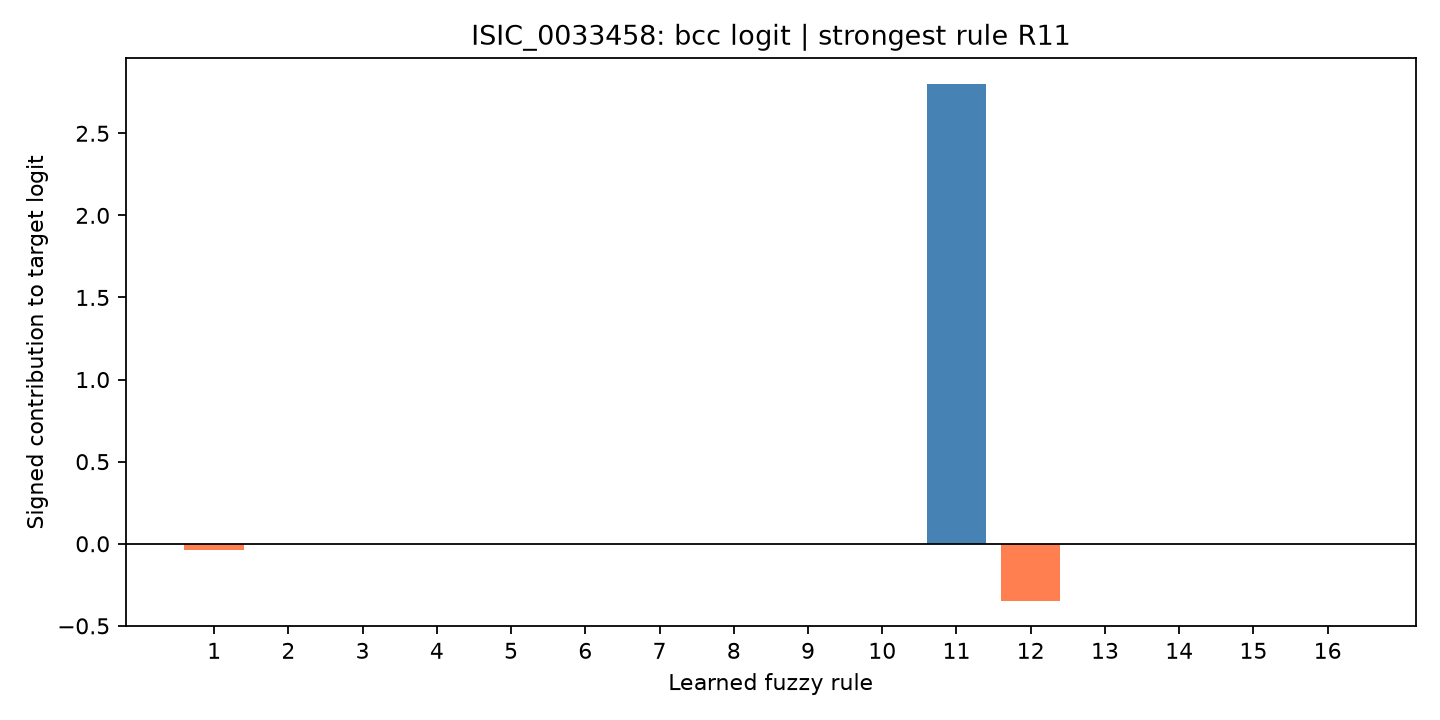 ISIC_0033458: bcc logit | strongest rule R11
Signed contribution to target logit
2.5
2.0
1.5
1.0
0.5
0.0
−0.5
1 2 3 4 5 6 7 8 9 10 11 12 13 14 15 16
Learned fuzzy rule